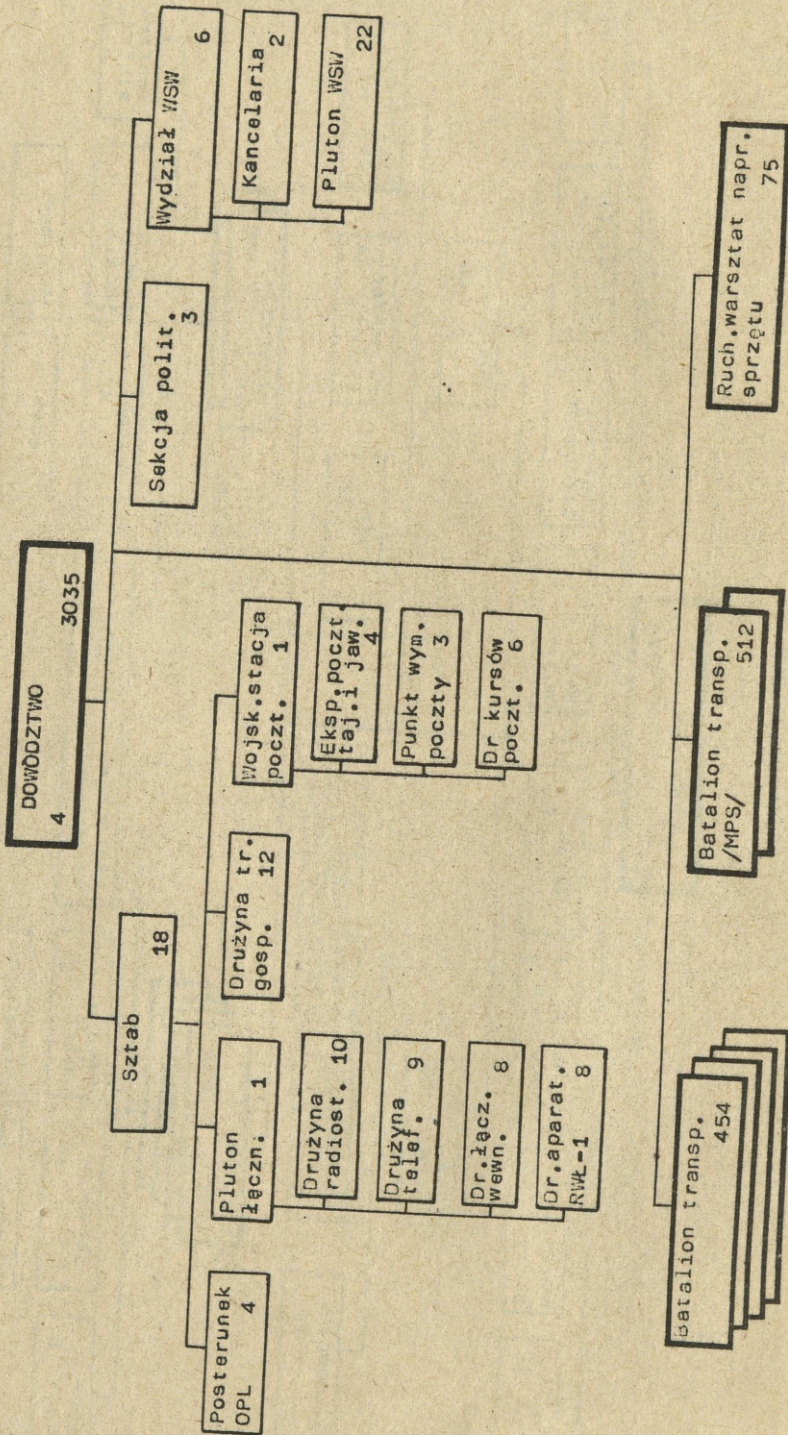 DOWÓDZTWO
4 3035
Sztab
18
Sekcja polit.
3
Wydział WSW
6
Kancelaria
2
Pluton WSW
22
Posterunek
OPL 4
Pluton
łączn. 1
Drużyna
radiost. 10
Drużyna
telef. 9
Dr.łącz.
wewn. 8
Dr.aparat.
RWŁ-1 8
Drużyna tr.
gosp. 12
Wojsk.stacja
poczt. 1
Eksp.poczt.
taj.i jaw.
4
Punkt wym.
poczty 3
Dr kursów
poczt. 6
Batalion transp.
454
Batalion transp.
/MPS/ 512
Ruch.warsztat napr.
sprzętu
75